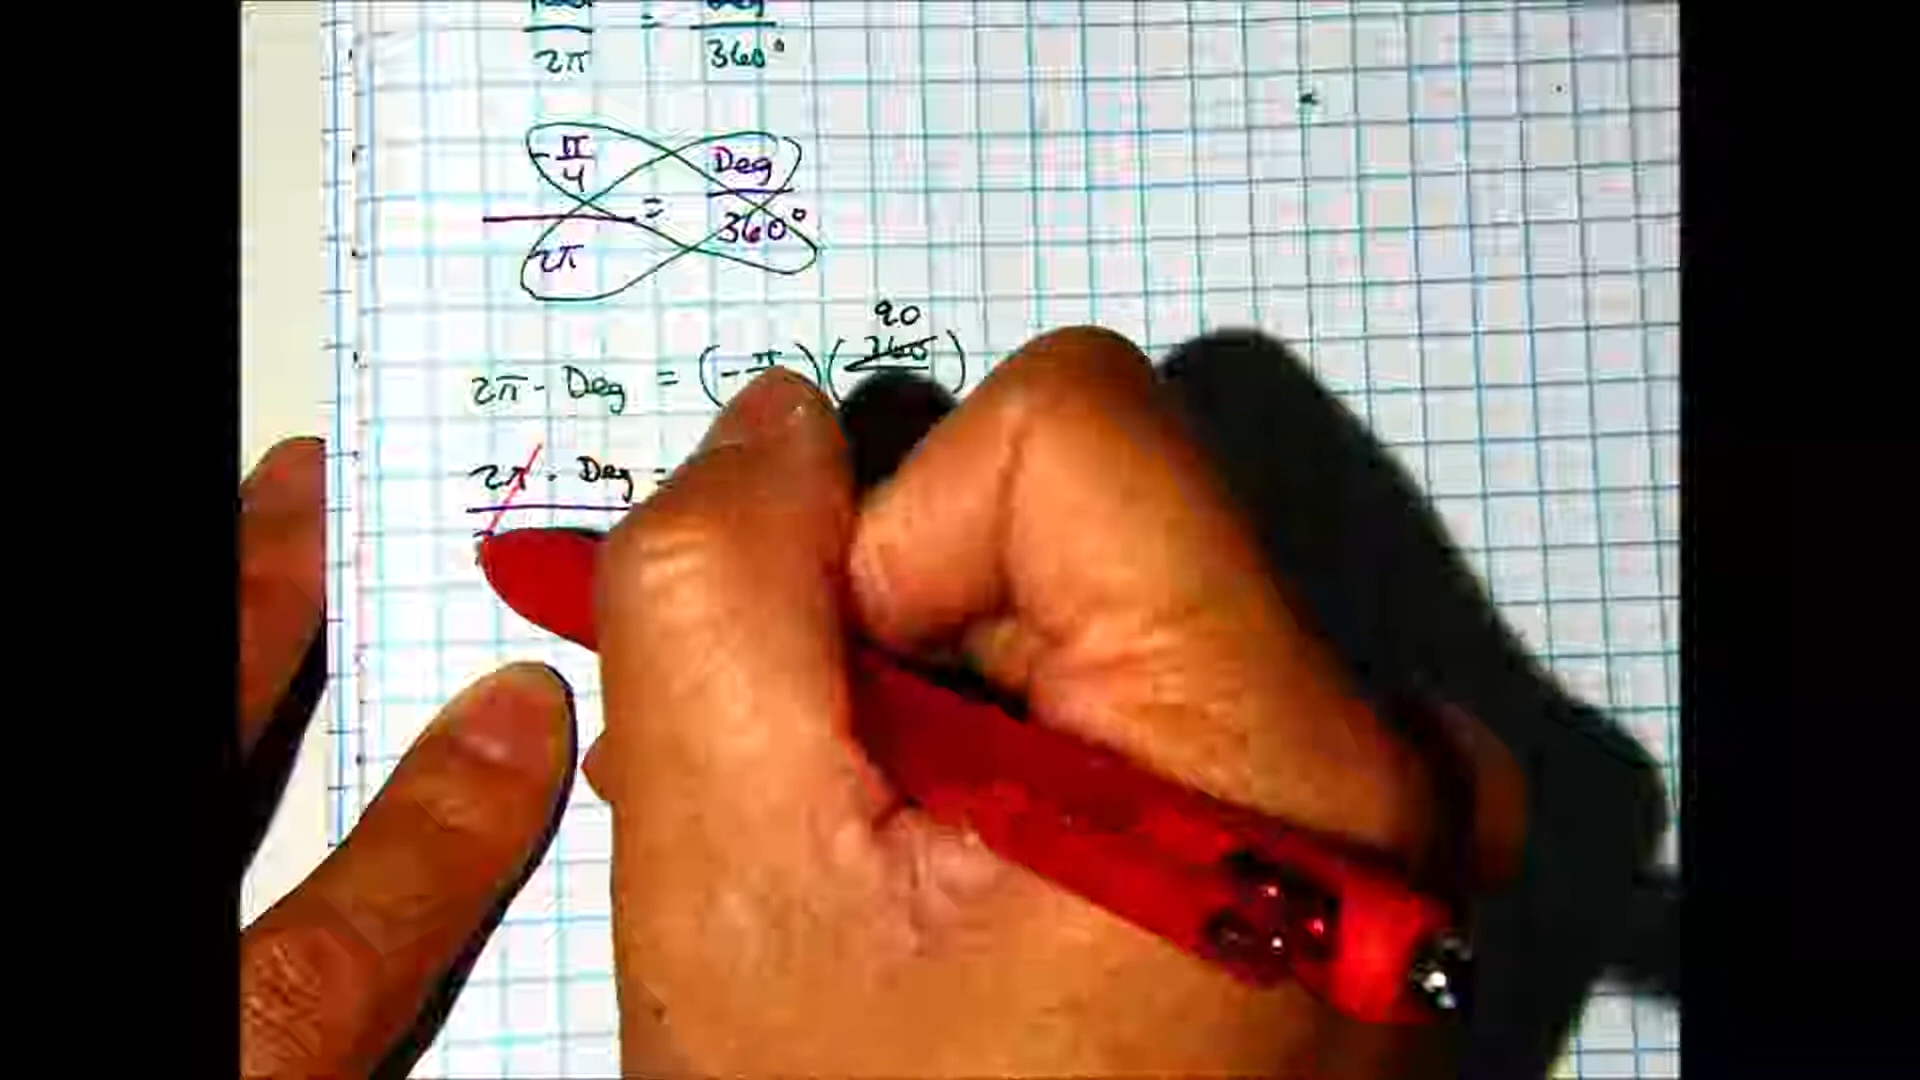 2π = 360°
-π/4 = Deg
2π 360°
90
2π · Deg = (-π )(360)
2π · Deg =